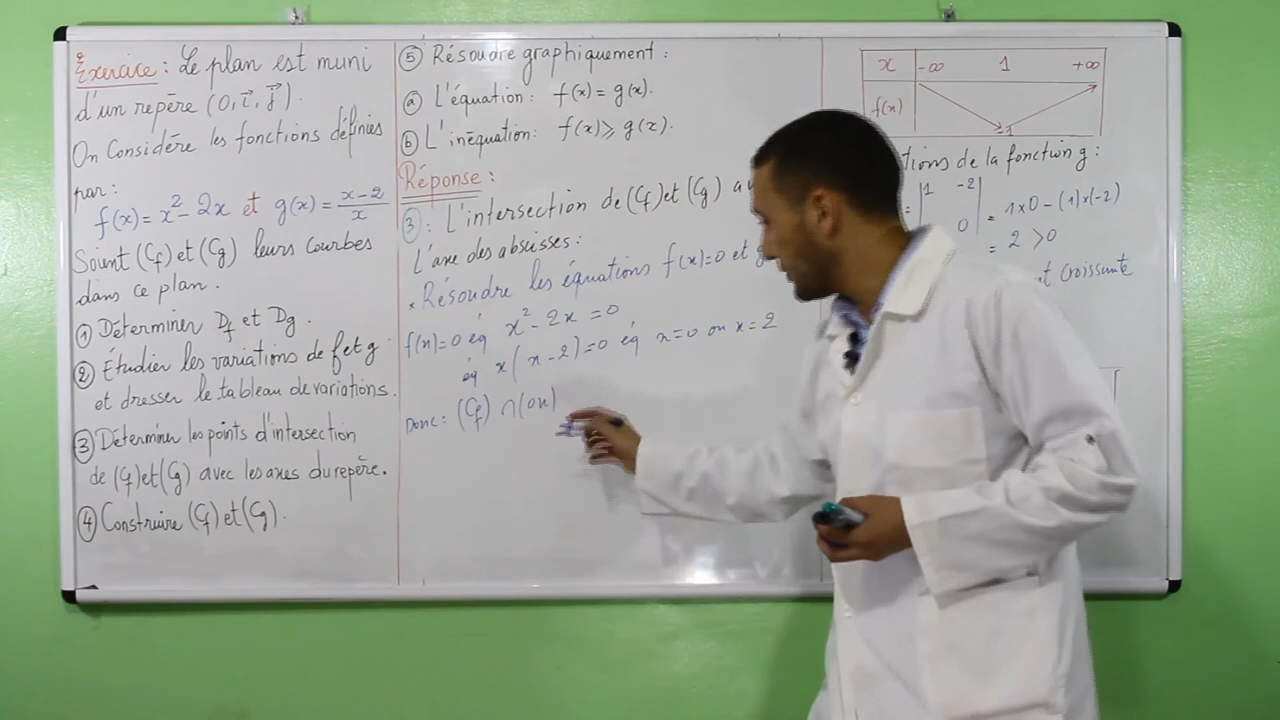 Exercice : Le plan est muni
d'un repère (O, i⃗, j⃗).
On Considère les fonctions définies
par :
f(x) = x² - 2x et g(x) = x-2/x
Soient (Cf) et (Cg) leurs courbes
dans ce plan.
① Déterminer Df et Dg.
② Étudier les variations de f et g
et dresser le tableau de variations.
③ Déterminer les points d'intersection
de (Cf) et (Cg) avec les axes du repère.
④ Construire (Cf) et (Cg).
⑤ Résoudre graphiquement :
ⓐ L'équation : f(x) = g(x).
ⓑ L'inéquation : f(x) ⩾ g(x).
Réponse :
③ : L'intersection de (Cf) et (Cg) a
L'axe des abscisses :
* Résoudre les équations f(x)=0 et g
f(x)=0 éq x² - 2x = 0
éq x(x-2)=0 éq x=0 ou x=2
Donc : (Cf) ∩ (ox)
x -∞ 1 +∞
f(x) -1
tions de la fonction g :
= |1 -2|
0| = 1×0 - (1)×(-2)
= 2 > 0
nt croissante